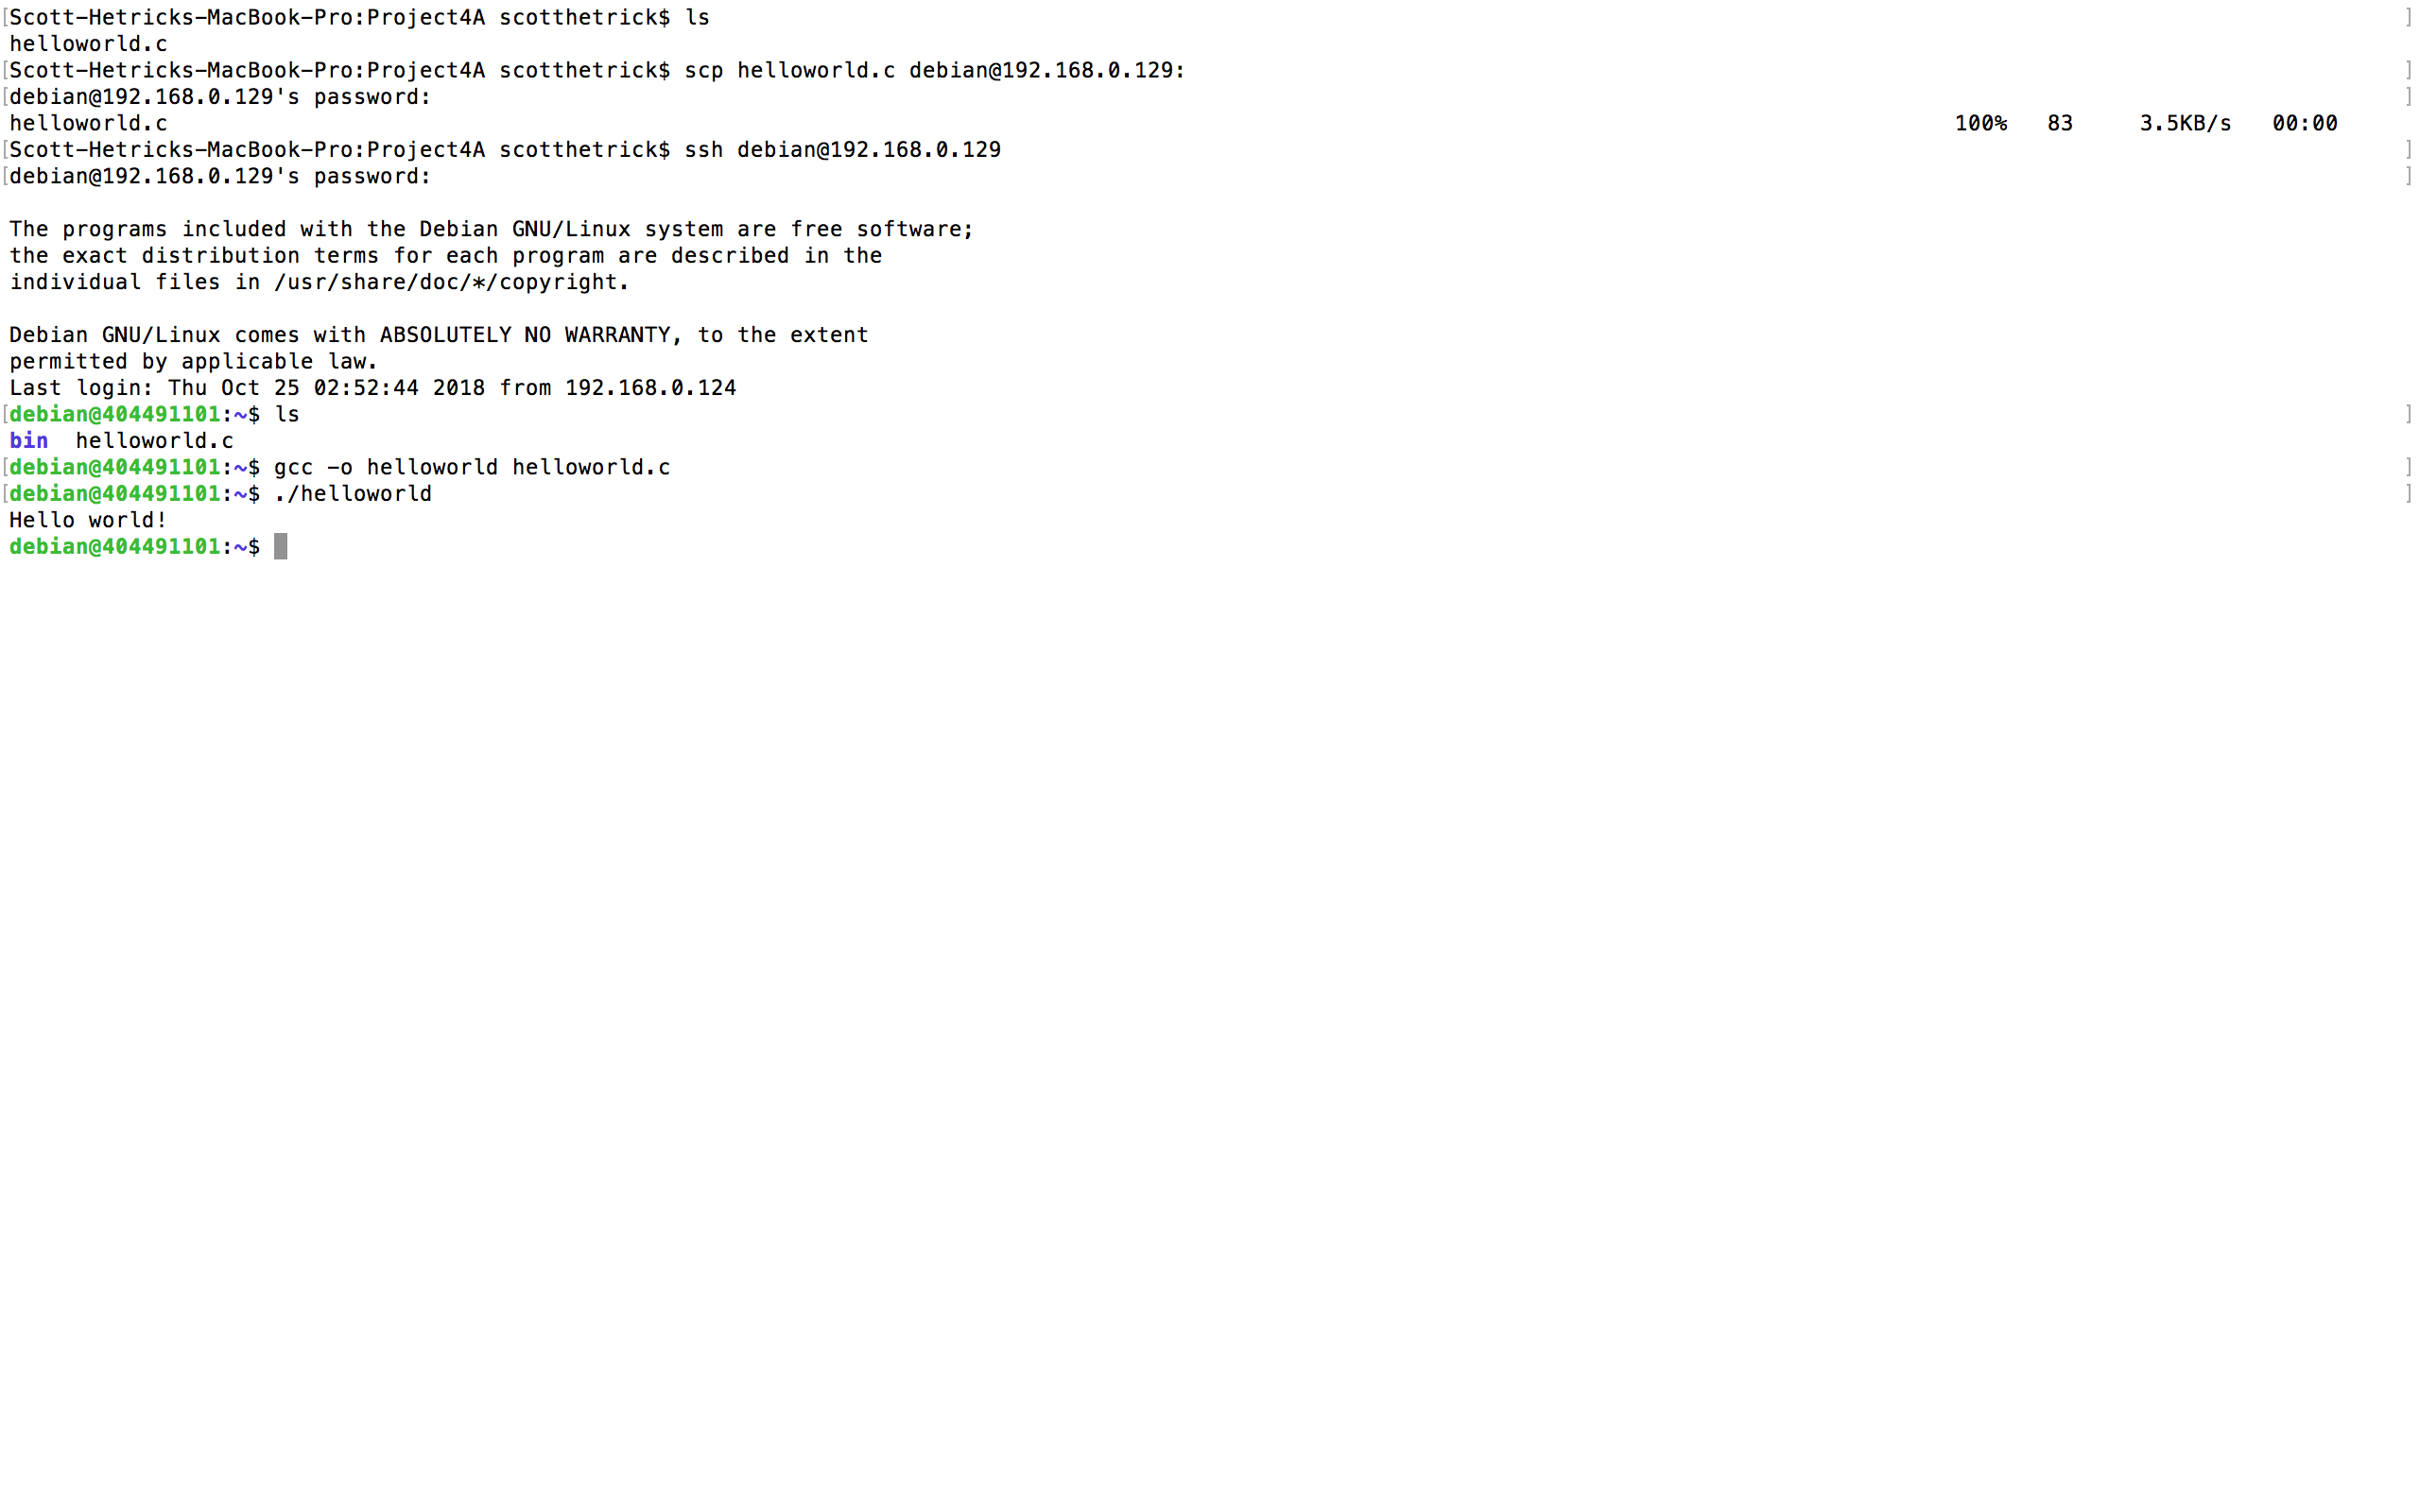 [Scott-Hetricks-MacBook-Pro:Project4A scotthetrick$ ls ]
helloworld.c
[Scott-Hetricks-MacBook-Pro:Project4A scotthetrick$ scp helloworld.c debian@192.168.0.129: ]
[debian@192.168.0.129's password: ]
helloworld.c 100% 83 3.5KB/s 00:00
[Scott-Hetricks-MacBook-Pro:Project4A scotthetrick$ ssh debian@192.168.0.129 ]
[debian@192.168.0.129's password: ]
The programs included with the Debian GNU/Linux system are free software;
the exact distribution terms for each program are described in the
individual files in /usr/share/doc/*/copyright.
Debian GNU/Linux comes with ABSOLUTELY NO WARRANTY, to the extent
permitted by applicable law.
Last login: Thu Oct 25 02:52:44 2018 from 192.168.0.124
[debian@404491101:~$ ls ]
bin helloworld.c
[debian@404491101:~$ gcc -o helloworld helloworld.c ]
[debian@404491101:~$ ./helloworld ]
Hello world!
debian@404491101:~$